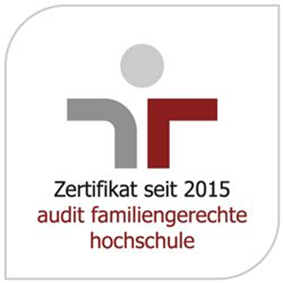 Zertifikat seit 2015
audit familiengerechte
hochschule